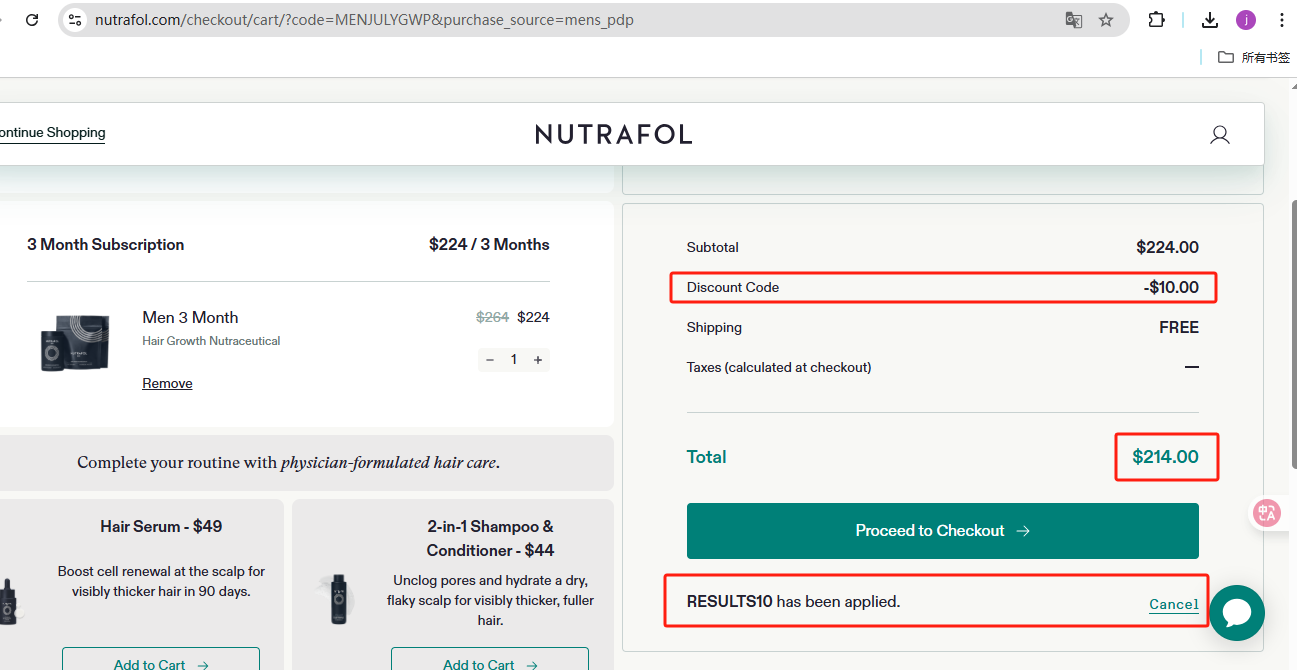 nutrafol.com/checkout/cart/?code=MENJULYGWP&purchase_source=mens_pdp
j
所有书签
ontinue Shopping
NUTRAFOL
3 Month Subscription
$224 / 3 Months
Men 3 Month
$264 $224
Hair Growth Nutraceutical
− 1 +
Remove
Complete your routine with physician-formulated hair care.
Hair Serum - $49
Boost cell renewal at the scalp for
visibly thicker hair in 90 days.
Add to Cart →
2-in-1 Shampoo &
Conditioner - $44
Unclog pores and hydrate a dry,
flaky scalp for visibly thicker, fuller
hair.
Add to Cart →
Subtotal
$224.00
Discount Code
-$10.00
Shipping
FREE
Taxes (calculated at checkout)
—
Total
$214.00
Proceed to Checkout →
RESULTS10 has been applied.
Cancel